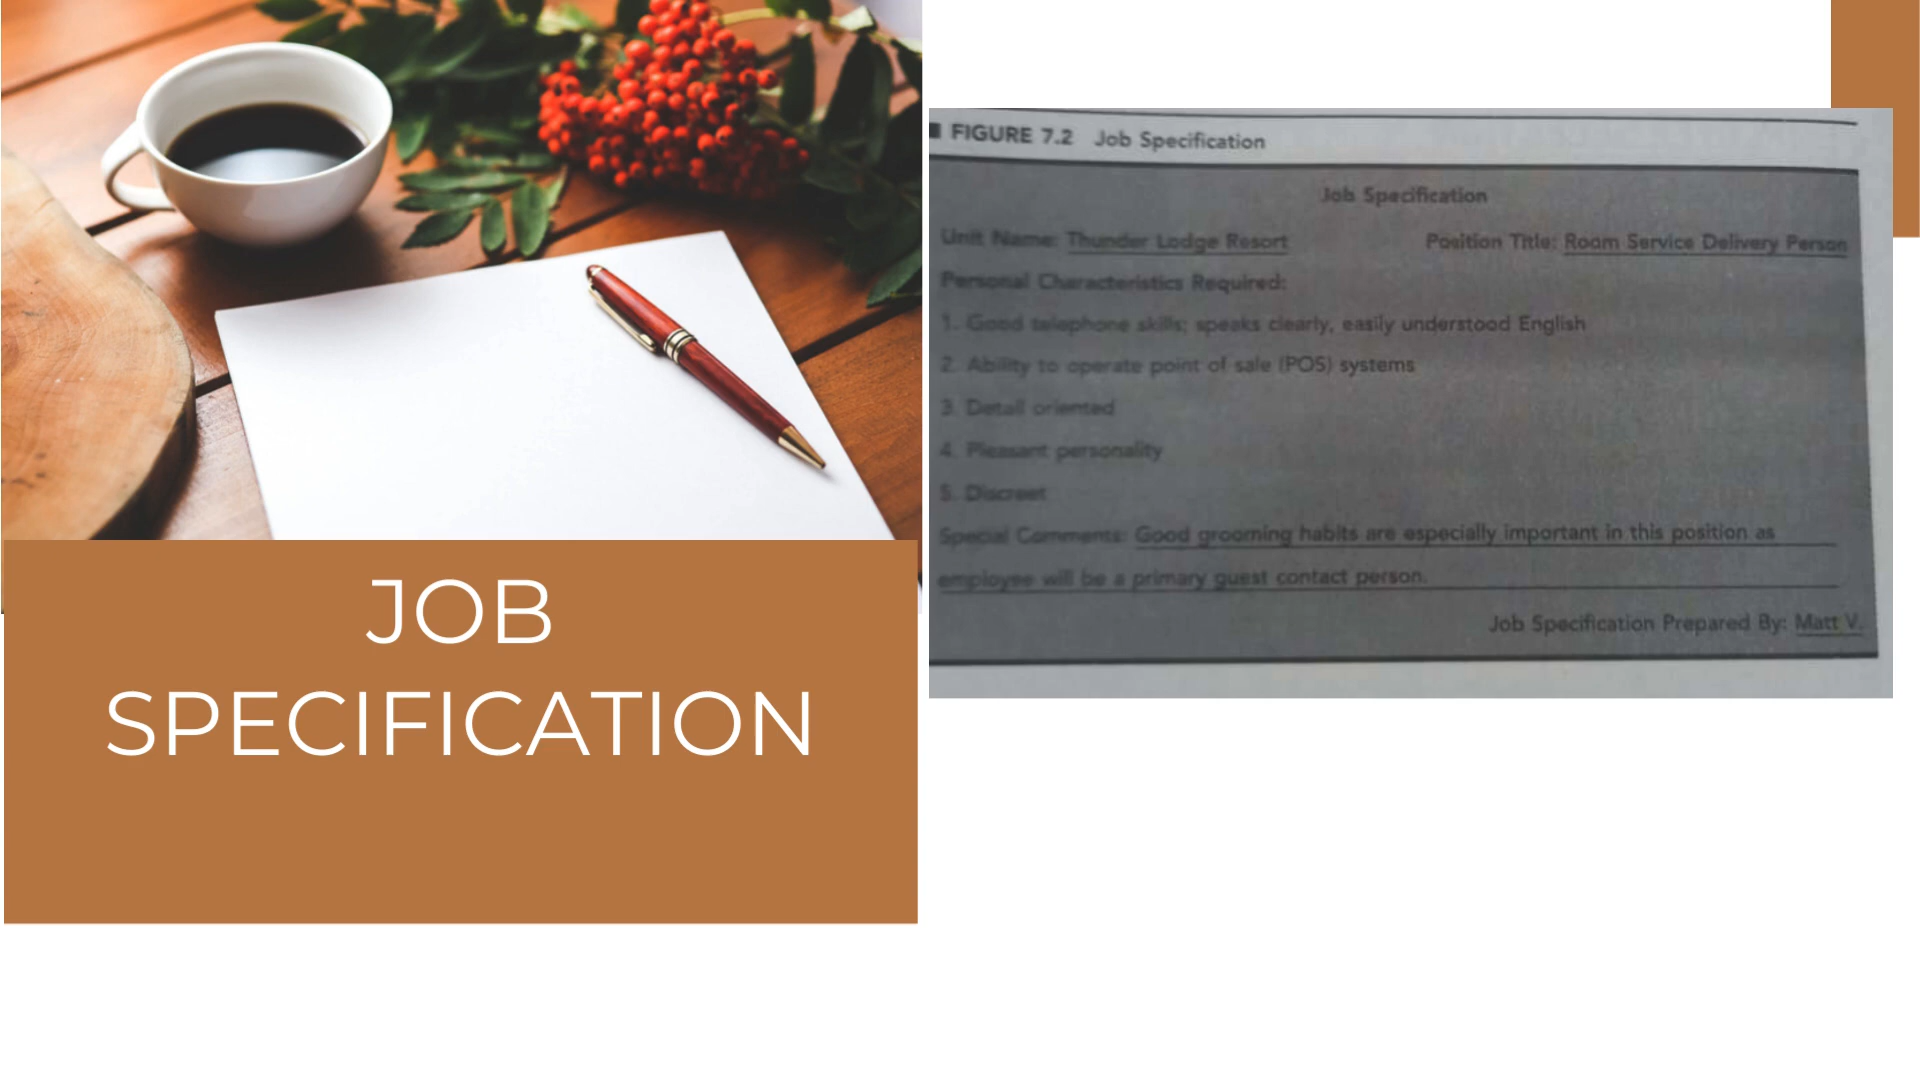 JOB
SPECIFICATION
FIGURE 7.2 Job Specification
Job Specification
Unit Name: Thunder Lodge Resort Position Title: Room Service Delivery Person
Personal Characteristics Required:
1. Good telephone skills; speaks clearly, easily understood English
2. Ability to operate point of sale (POS) systems
3. Detail oriented
4. Pleasant personality
5. Discreet
Special Comments: Good grooming habits are especially important in this position as
employee will be a primary guest contact person.
Job Specification Prepared By: Matt V.